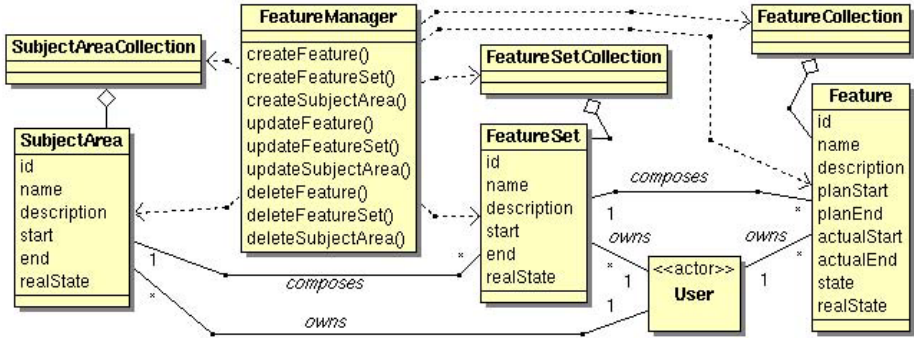 SubjectAreaCollection
SubjectArea
id
name
description
start
end
realState
FeatureManager
createFeature()
createFeatureSet()
createSubjectArea()
updateFeature()
updateFeatureSet()
updateSubjectArea()
deleteFeature()
deleteFeatureSet()
deleteSubjectArea()
FeatureSetCollection
FeatureSet
id
name
description
start
end
realState
FeatureCollection
Feature
id
name
description
planStart
planEnd
actualStart
actualEnd
state
realState
composes
1
*
owns
*
1
owns
1
*
1
*
composes
*
1
owns
<<actor>>
User